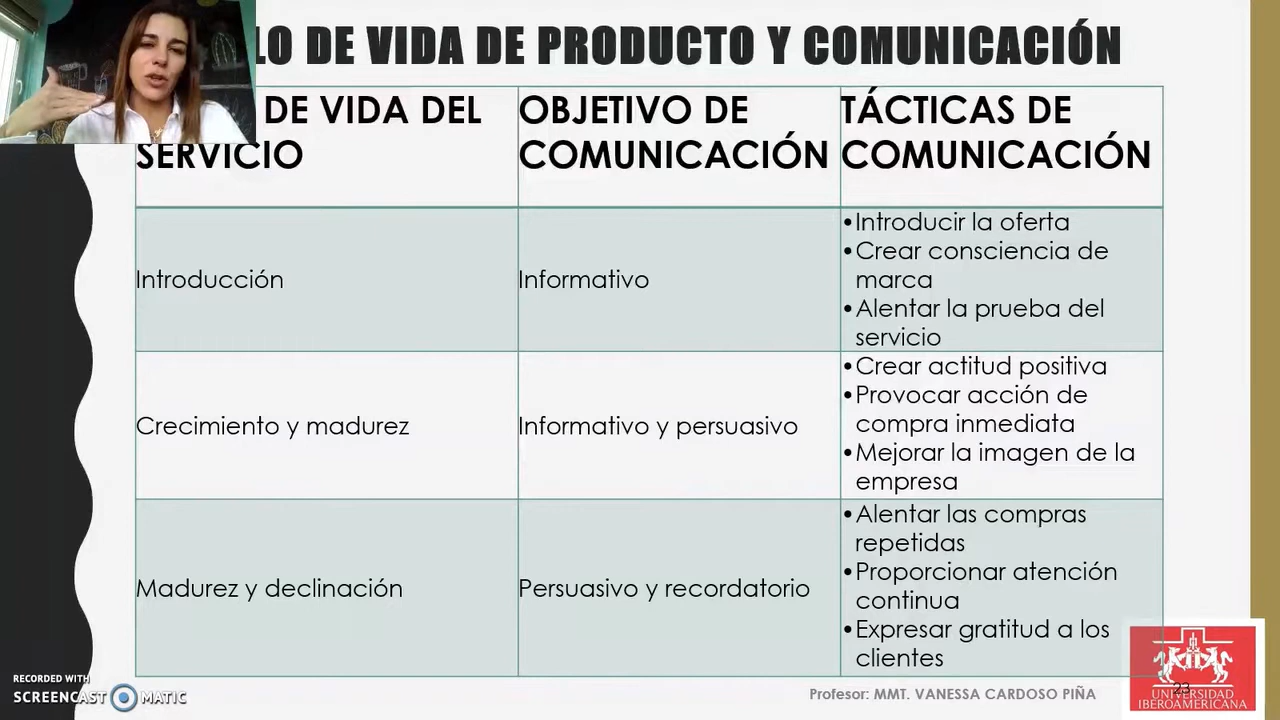 LO DE VIDA DE PRODUCTO Y COMUNICACIÓN
DE VIDA DEL
SERVICIO
OBJETIVO DE
COMUNICACIÓN
TÁCTICAS DE
COMUNICACIÓN
Introducción
Informativo
•Introducir la oferta
•Crear consciencia de
marca
•Alentar la prueba del
servicio
Crecimiento y madurez
Informativo y persuasivo
•Crear actitud positiva
•Provocar acción de
compra inmediata
•Mejorar la imagen de la
empresa
Madurez y declinación
Persuasivo y recordatorio
•Alentar las compras
repetidas
•Proporcionar atención
continua
•Expresar gratitud a los
clientes
RECORDED WITH
SCREENCAST MATIC
Profesor: MMT. VANESSA CARDOSO PIÑA
23
UNIVERSIDAD
IBEROAMERICANA